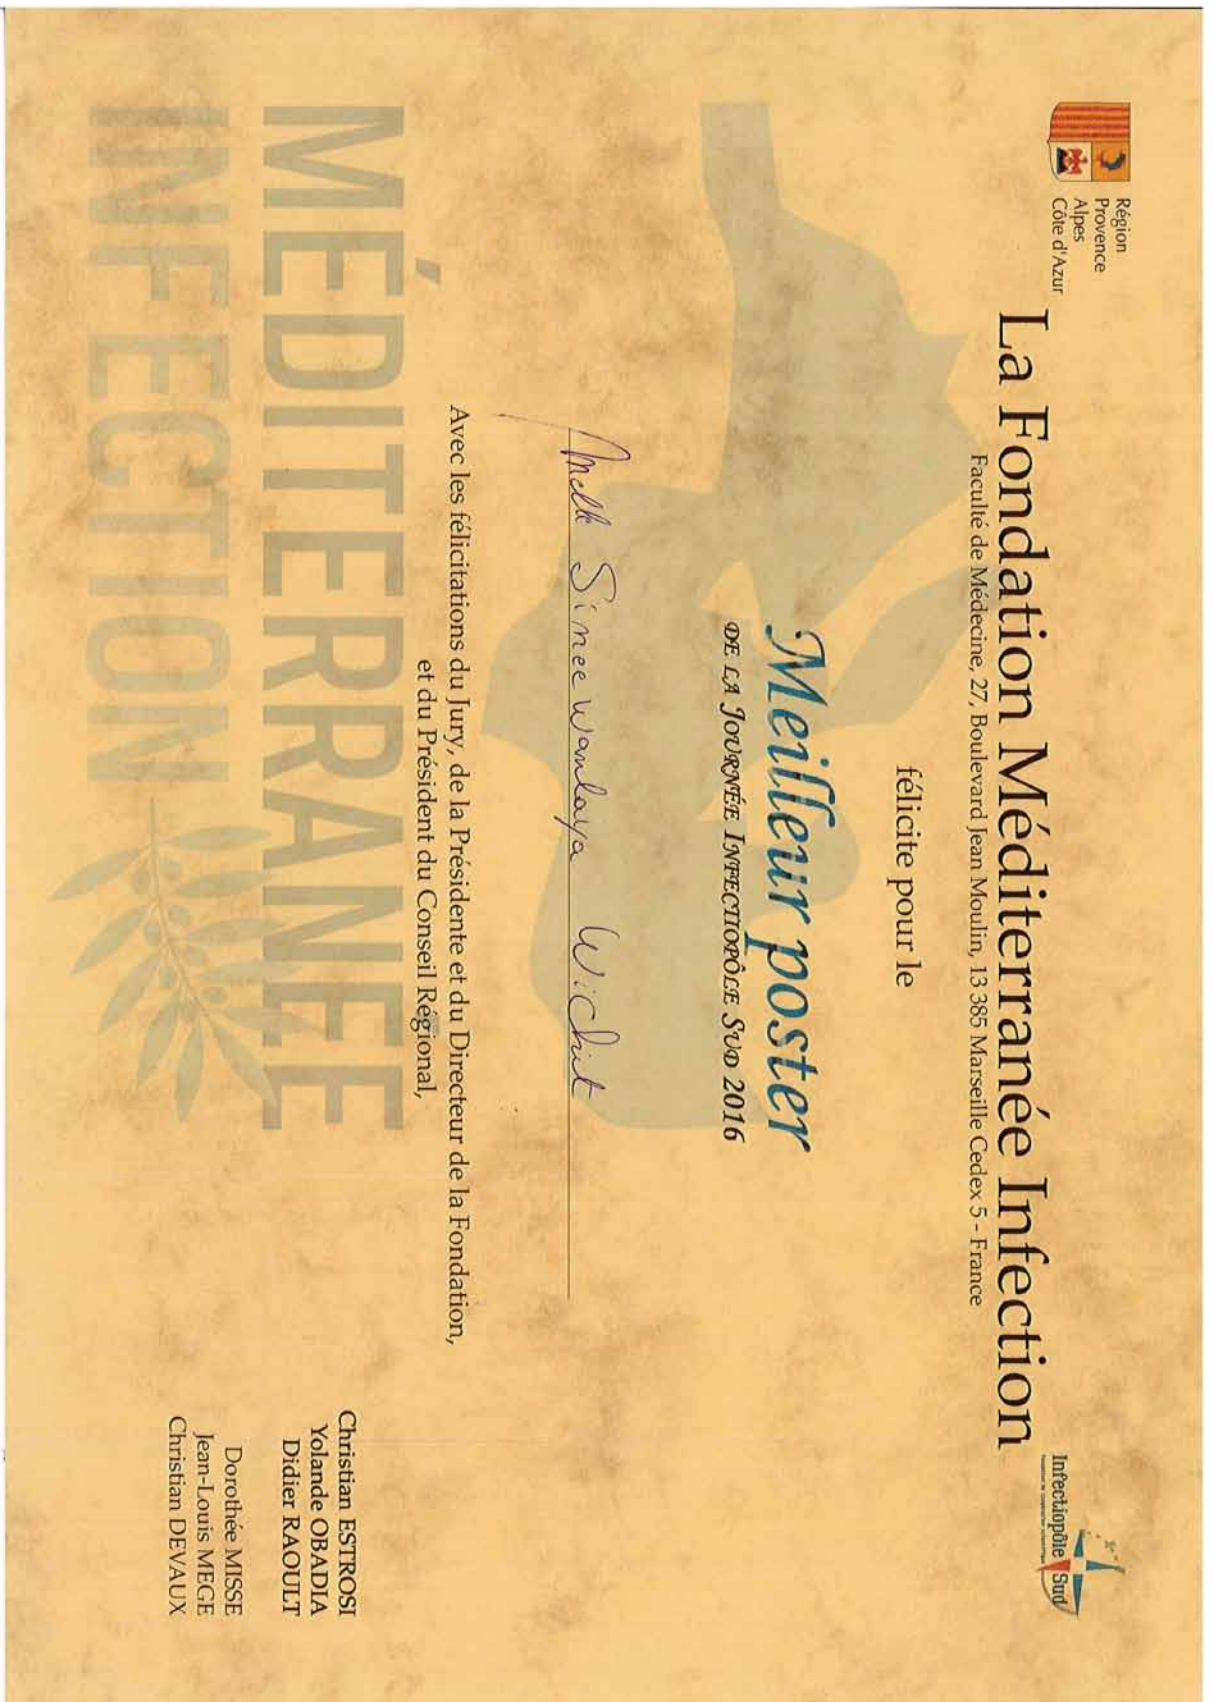 Région
Provence
Alpes
Côte d'Azur
La Fondation Méditerranée Infection
Infectiopôle Sud
Faculté de Médecine, 27, Boulevard Jean Moulin, 13 385 Marseille Cedex 5 - France
félicite pour le
Meilleur poster
DE LA JOURNÉE INFECTIOPÔLE SUD 2016
Sineewanlaya Wichit
Avec les félicitations du Jury, de la Présidente et du Directeur de la Fondation,
et du Président du Conseil Régional,
MÉDITERRANÉE
INFECTION
Christian ESTROSI
Yolande OBADIA
Didier RAOULT
Dorothée MISSE
Jean-Louis MEGE
Christian DEVAUX